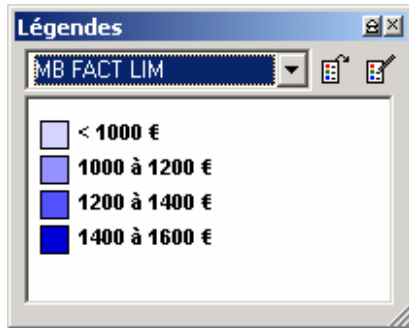 Légendes
MB FACT LIM
< 1000 €
1000 à 1200 €
1200 à 1400 €
1400 à 1600 €